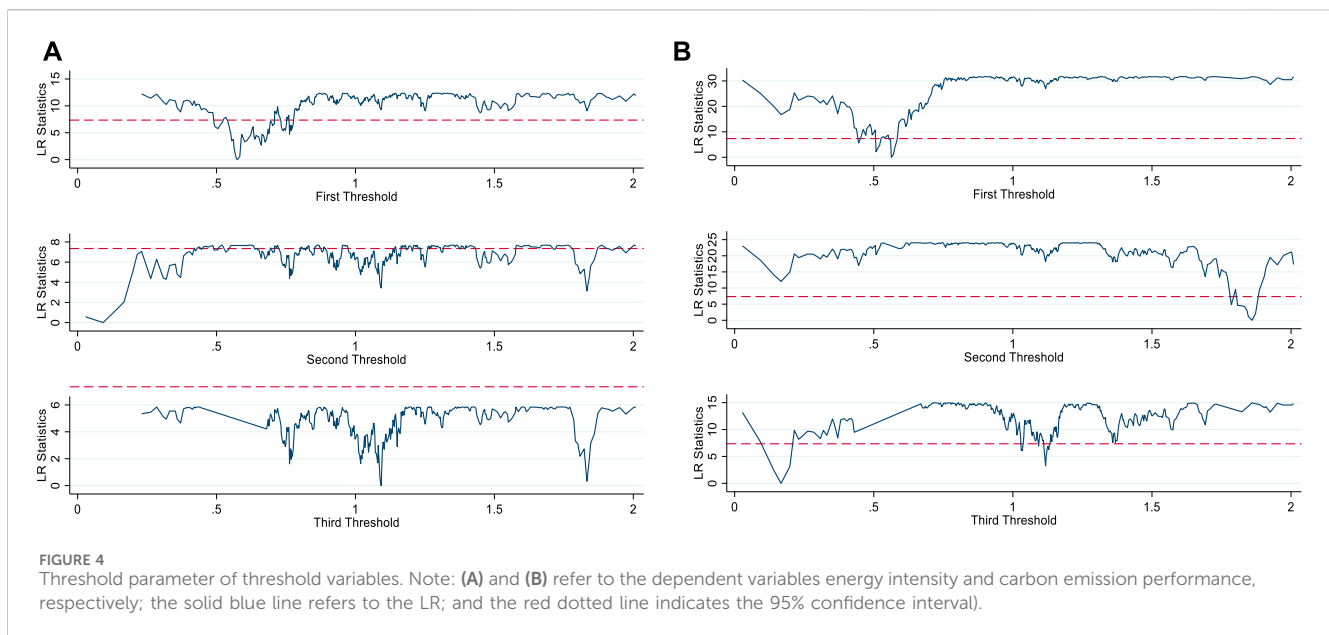 A
LR Statistics
15
10
5
0
0 .5 1 1.5 2
First Threshold
LR Statistics
8
6
4
2
0
0 .5 1 1.5 2
Second Threshold
LR Statistics
6
4
2
0
0 .5 1 1.5 2
Third Threshold
B
LR Statistics
30
20
10
0
0 .5 1 1.5 2
First Threshold
LR Statistics
25
20
15
10
5
0
0 .5 1 1.5 2
Second Threshold
LR Statistics
15
10
5
0
0 .5 1 1.5 2
Third Threshold
FIGURE 4
Threshold parameter of threshold variables. Note: (A) and (B) refer to the dependent variables energy intensity and carbon emission performance,
respectively; the solid blue line refers to the LR; and the red dotted line indicates the 95% confidence interval).